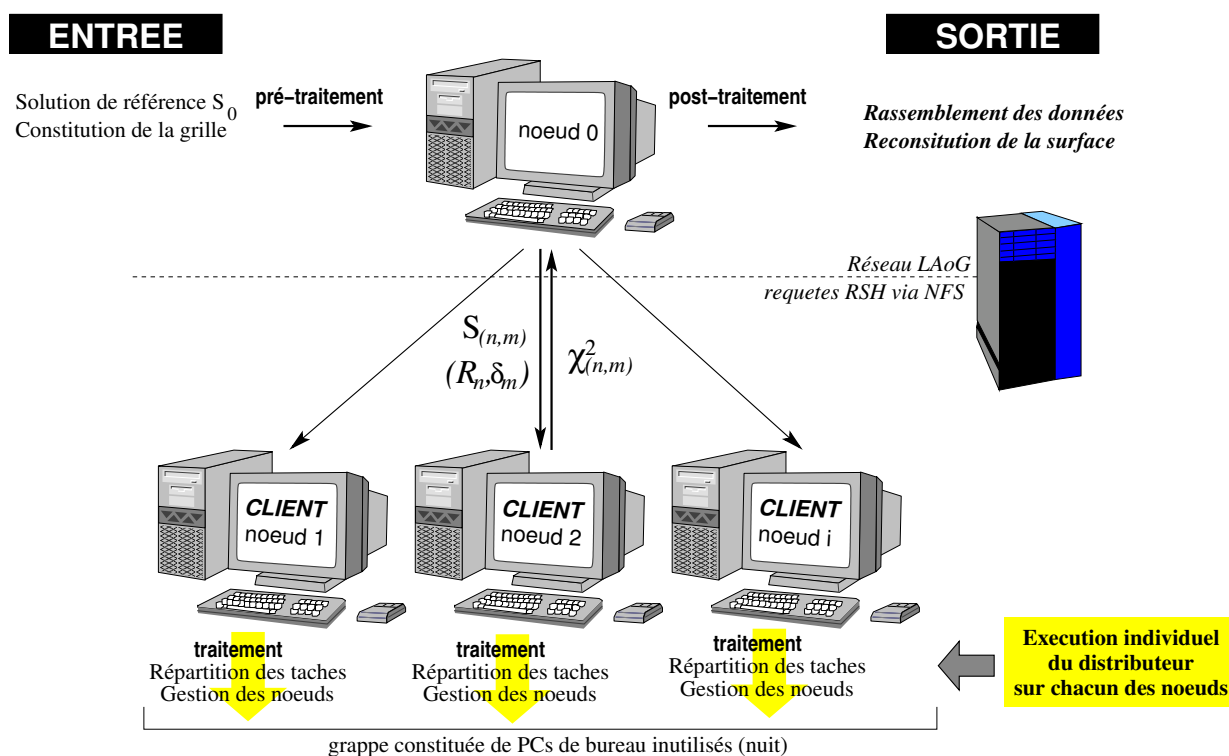 ENTREE
SORTIE
Solution de référence S0
Constitution de la grille
pré-traitement
noeud 0
post-traitement
Rassemblement des données
Reconsitution de la surface
Réseau LAoG
requetes RSH via NFS
S(n,m)
(Rn,δm)
χ²(n,m)
CLIENT
noeud 1
CLIENT
noeud 2
CLIENT
noeud i
traitement
Répartition des taches
Gestion des noeuds
traitement
Répartition des taches
Gestion des noeuds
traitement
Répartition des taches
Gestion des noeuds
Execution individuel
du distributeur
sur chacun des noeuds
grappe constituée de PCs de bureau inutilisés (nuit)